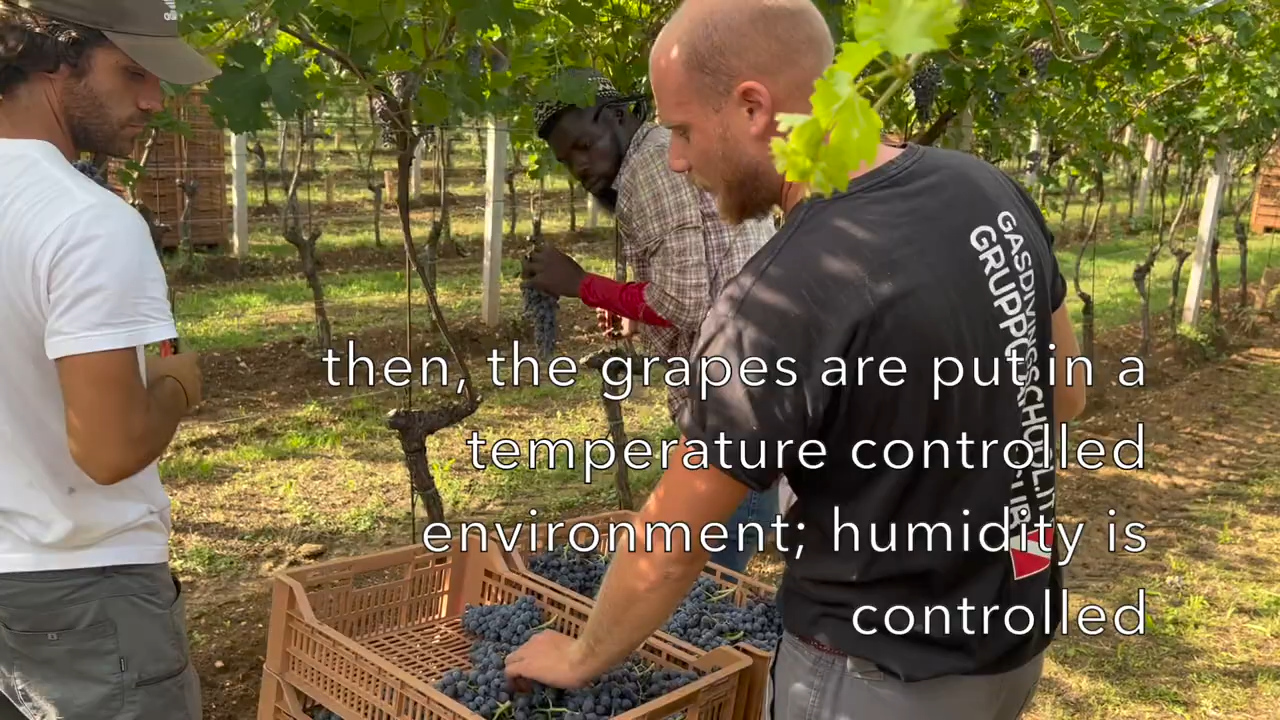 then, the grapes are put in a
temperature controlled
environment; humidity is
controlled
GRUPPO